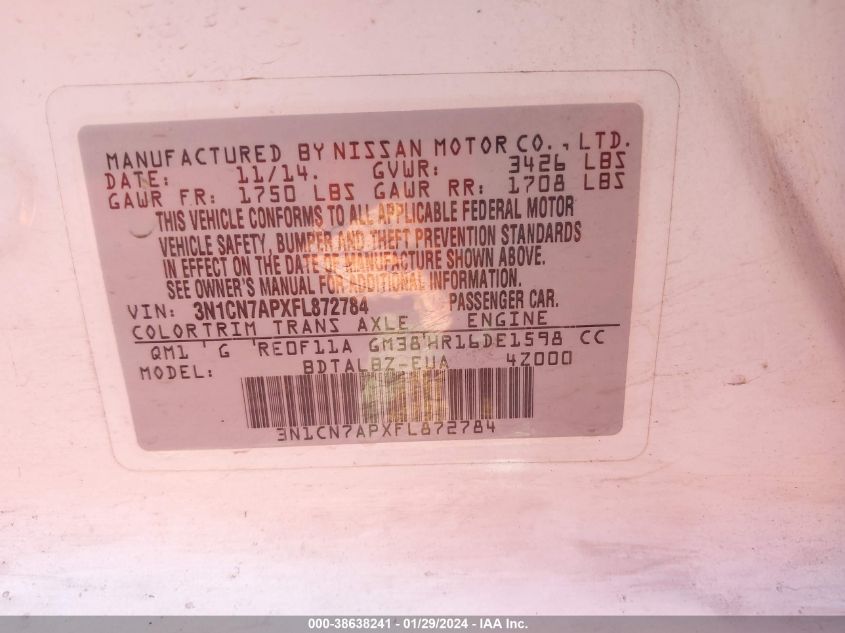 MANUFACTURED BY NISSAN MOTOR CO., LTD.
DATE: 11/14. GVWR: 3426 LBS
GAWR FR: 1750 LBS GAWR RR: 1708 LBS
THIS VEHICLE CONFORMS TO ALL APPLICABLE FEDERAL MOTOR
VEHICLE SAFETY, BUMPER AND THEFT PREVENTION STANDARDS
IN EFFECT ON THE DATE OF MANUFACTURE SHOWN ABOVE.
SEE OWNER'S MANUAL FOR ADDITIONAL INFORMATION.
VIN: 3N1CN7APXFL872784 PASSENGER CAR.
COLOR TRIM TRANS AXLE ENGINE
QM1 ' G 'RE0F11A GM38'HR16DE1598 CC
MODEL: BDTALBZ-EUA 4Z000
3N1CN7APXFL872784
000-38638241 - 01/29/2024 - IAA Inc.